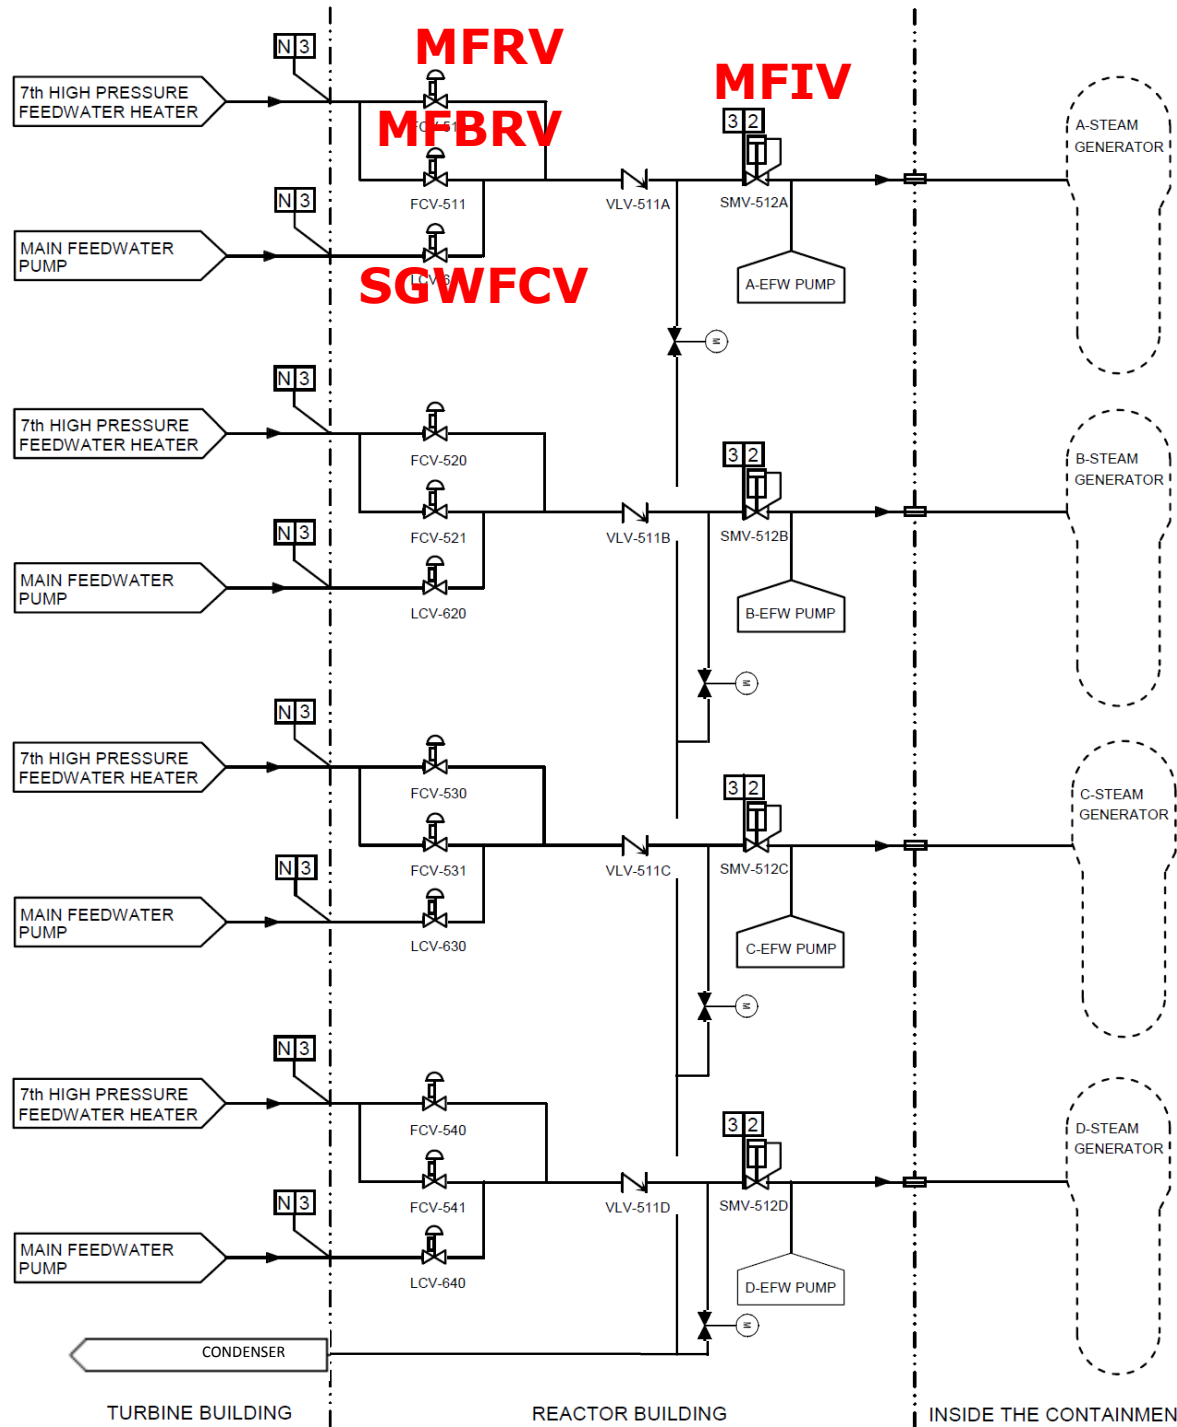 MFRV
N 3
MFIV
7th HIGH PRESSURE
FEEDWATER HEATER
3 2
A-STEAM
GENERATOR
MFBRV
N 3
FCV-511
VLV-511A
SMV-512A
MAIN FEEDWATER
PUMP
SGWFCV
A-EFW PUMP
M
N 3
7th HIGH PRESSURE
FEEDWATER HEATER
FCV-520
3 2
B-STEAM
GENERATOR
N 3
FCV-521
VLV-511B
SMV-512B
MAIN FEEDWATER
PUMP
LCV-620
B-EFW PUMP
M
N 3
7th HIGH PRESSURE
FEEDWATER HEATER
FCV-530
3 2
C-STEAM
GENERATOR
N 3
FCV-531
VLV-511C
SMV-512C
MAIN FEEDWATER
PUMP
LCV-630
C-EFW PUMP
M
N 3
7th HIGH PRESSURE
FEEDWATER HEATER
FCV-540
3 2
D-STEAM
GENERATOR
N 3
FCV-541
VLV-511D
SMV-512D
MAIN FEEDWATER
PUMP
LCV-640
D-EFW PUMP
M
CONDENSER
TURBINE BUILDING
REACTOR BUILDING
INSIDE THE CONTAINMEN